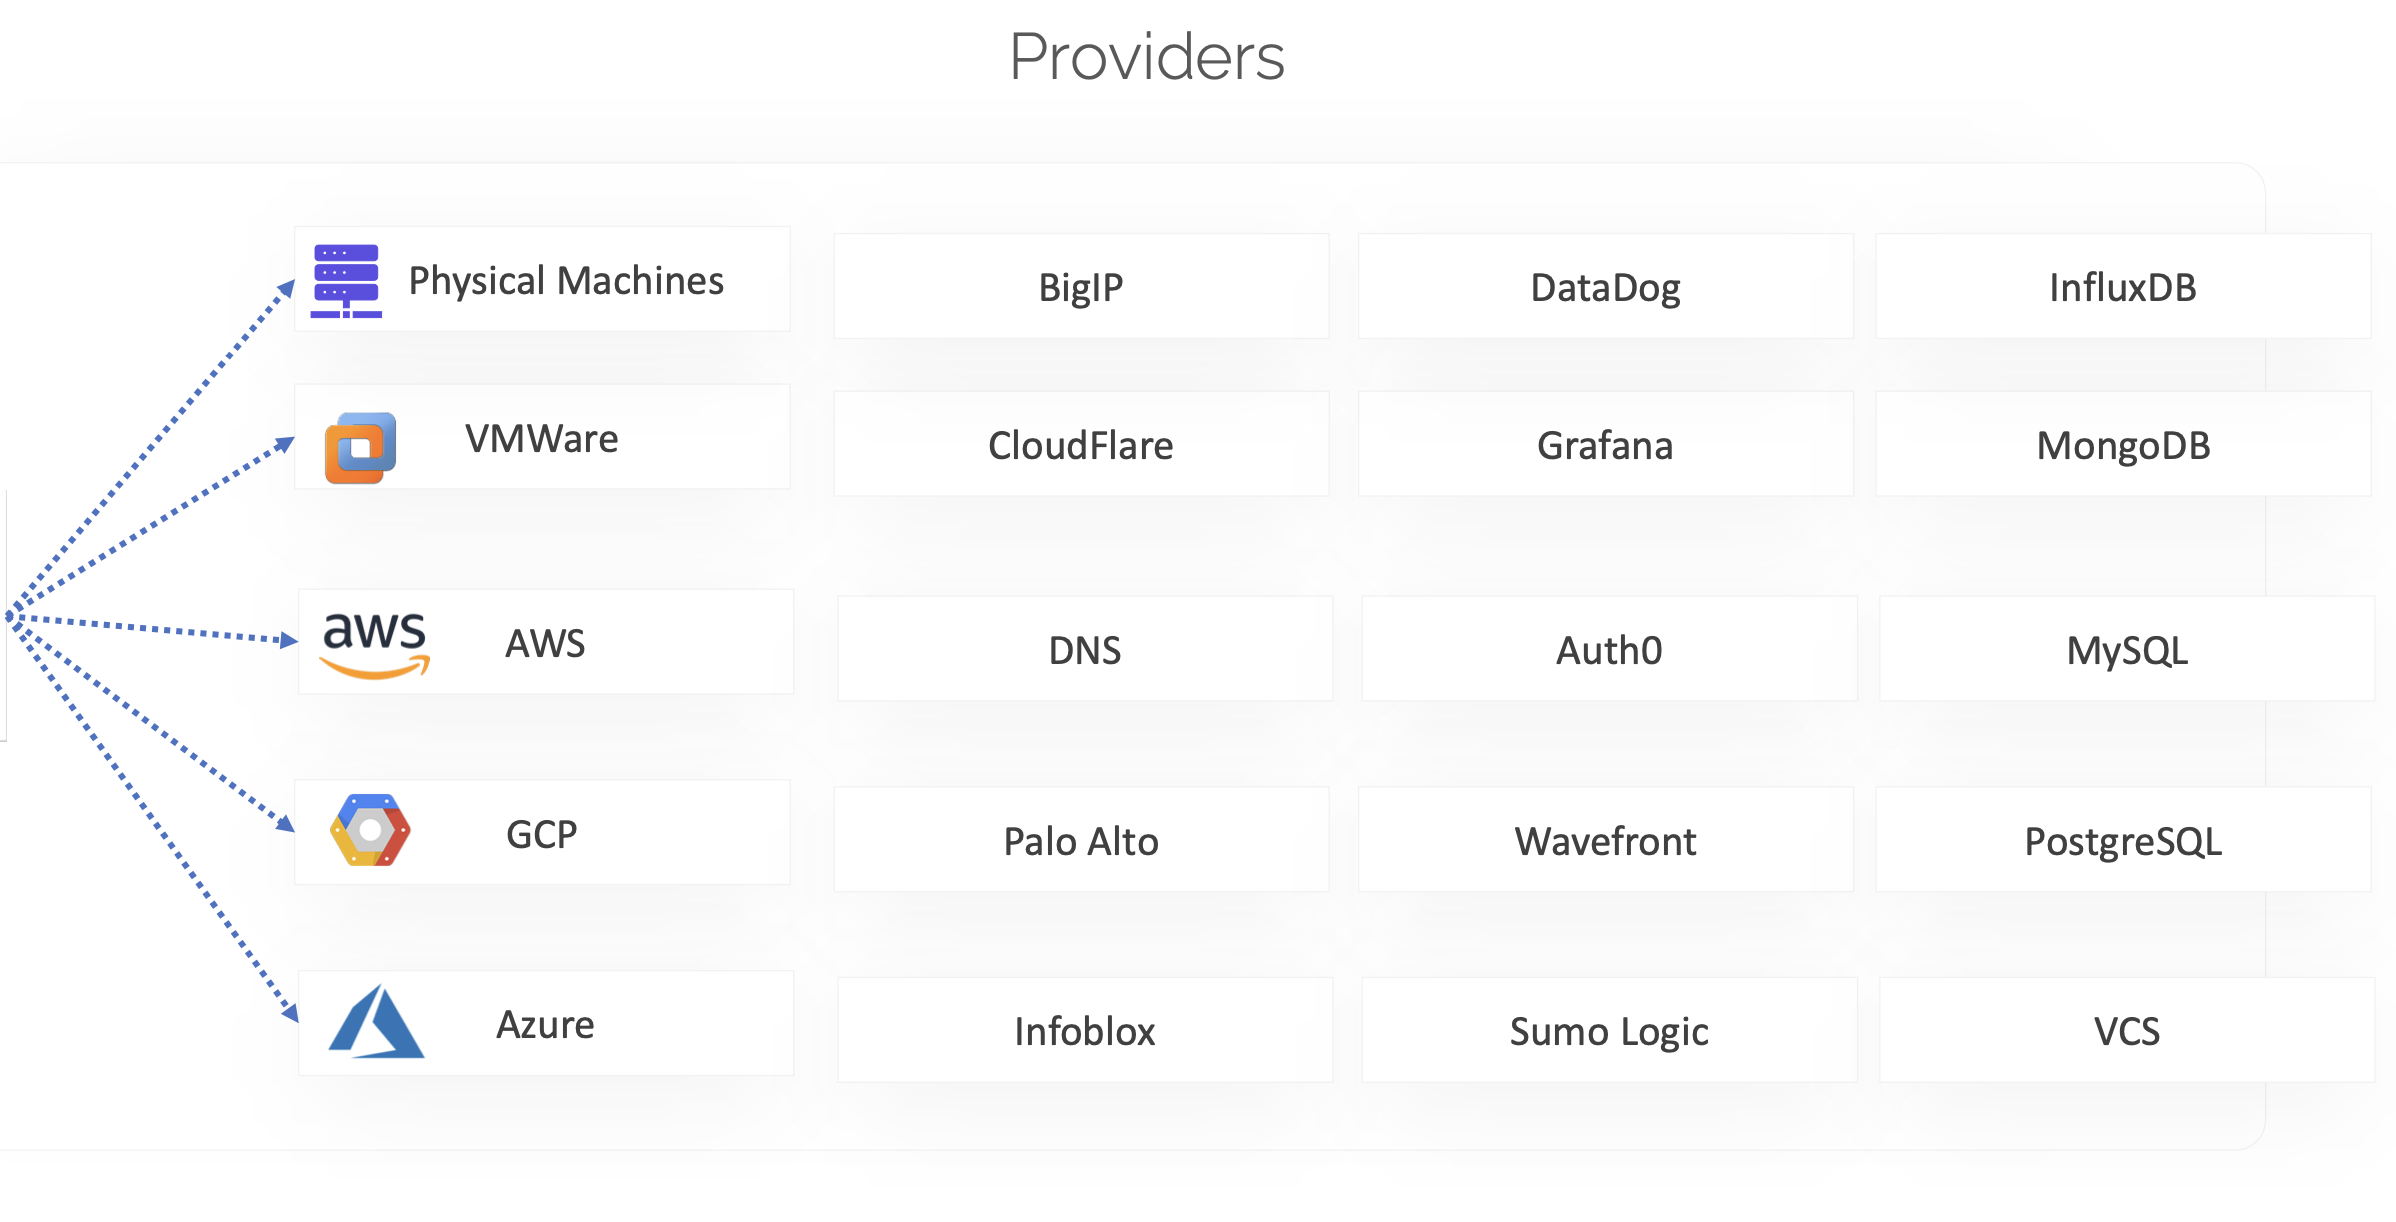 Providers
Physical Machines
BigIP
DataDog
InfluxDB
VMWare
CloudFlare
Grafana
MongoDB
aws
AWS
DNS
Auth0
MySQL
GCP
Palo Alto
Wavefront
PostgreSQL
Azure
Infoblox
Sumo Logic
VCS